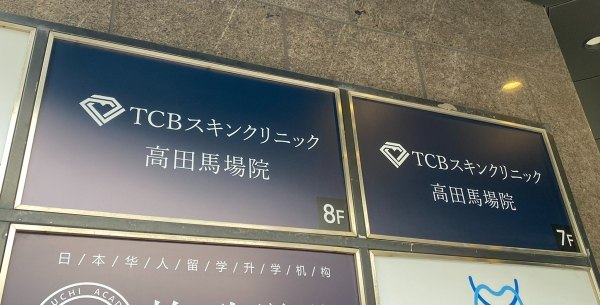 TCBスキンクリニック
高田馬場院
8F
TCBスキンクリニック
高田馬場院
7F
日/本/华/人/留/学/升/学/机/构
UCHI ACA